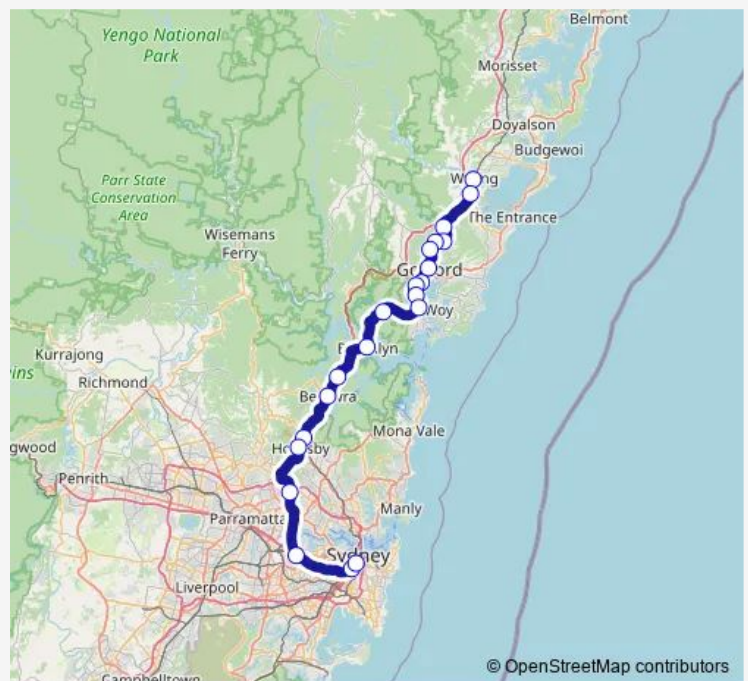 Belmont
Yengo National
Park
Morisset
Doyalson
Budgewoi
Parr State
Conservation
Area
The Entrance
Wisemans
Ferry
Woy
Kurrajong
Richmond
Mona Vale
Penrith
Manly
Parramatta
Sydney
Liverpool
Campbelltown
© OpenStreetMap contributors